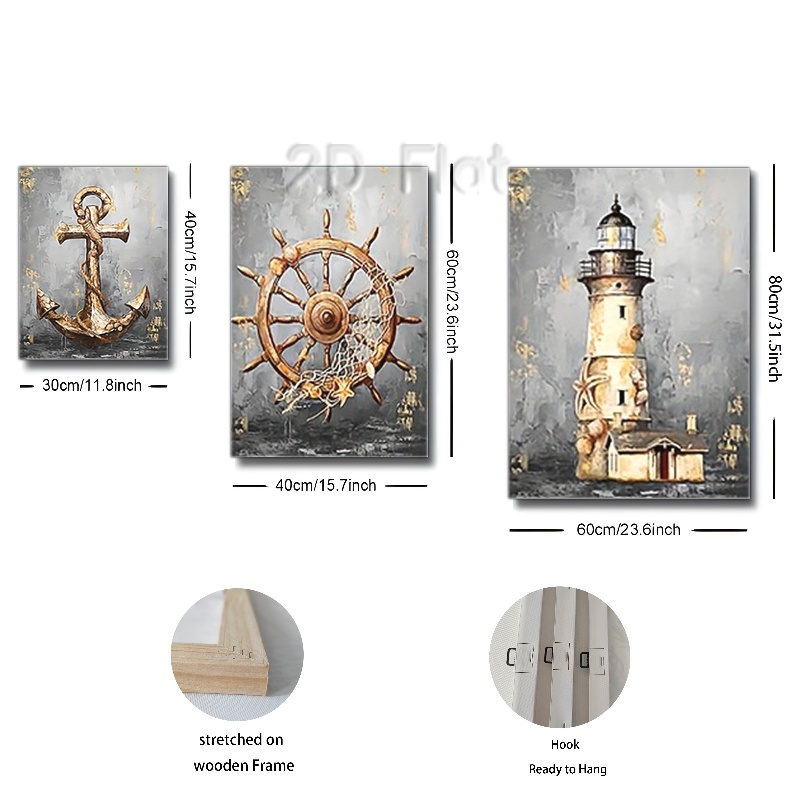 2D Flat
40cm/15.7inch
30cm/11.8inch
60cm/23.6inch
40cm/15.7inch
80cm/31.5inch
60cm/23.6inch
stretched on
wooden Frame
Hook
Ready to Hang